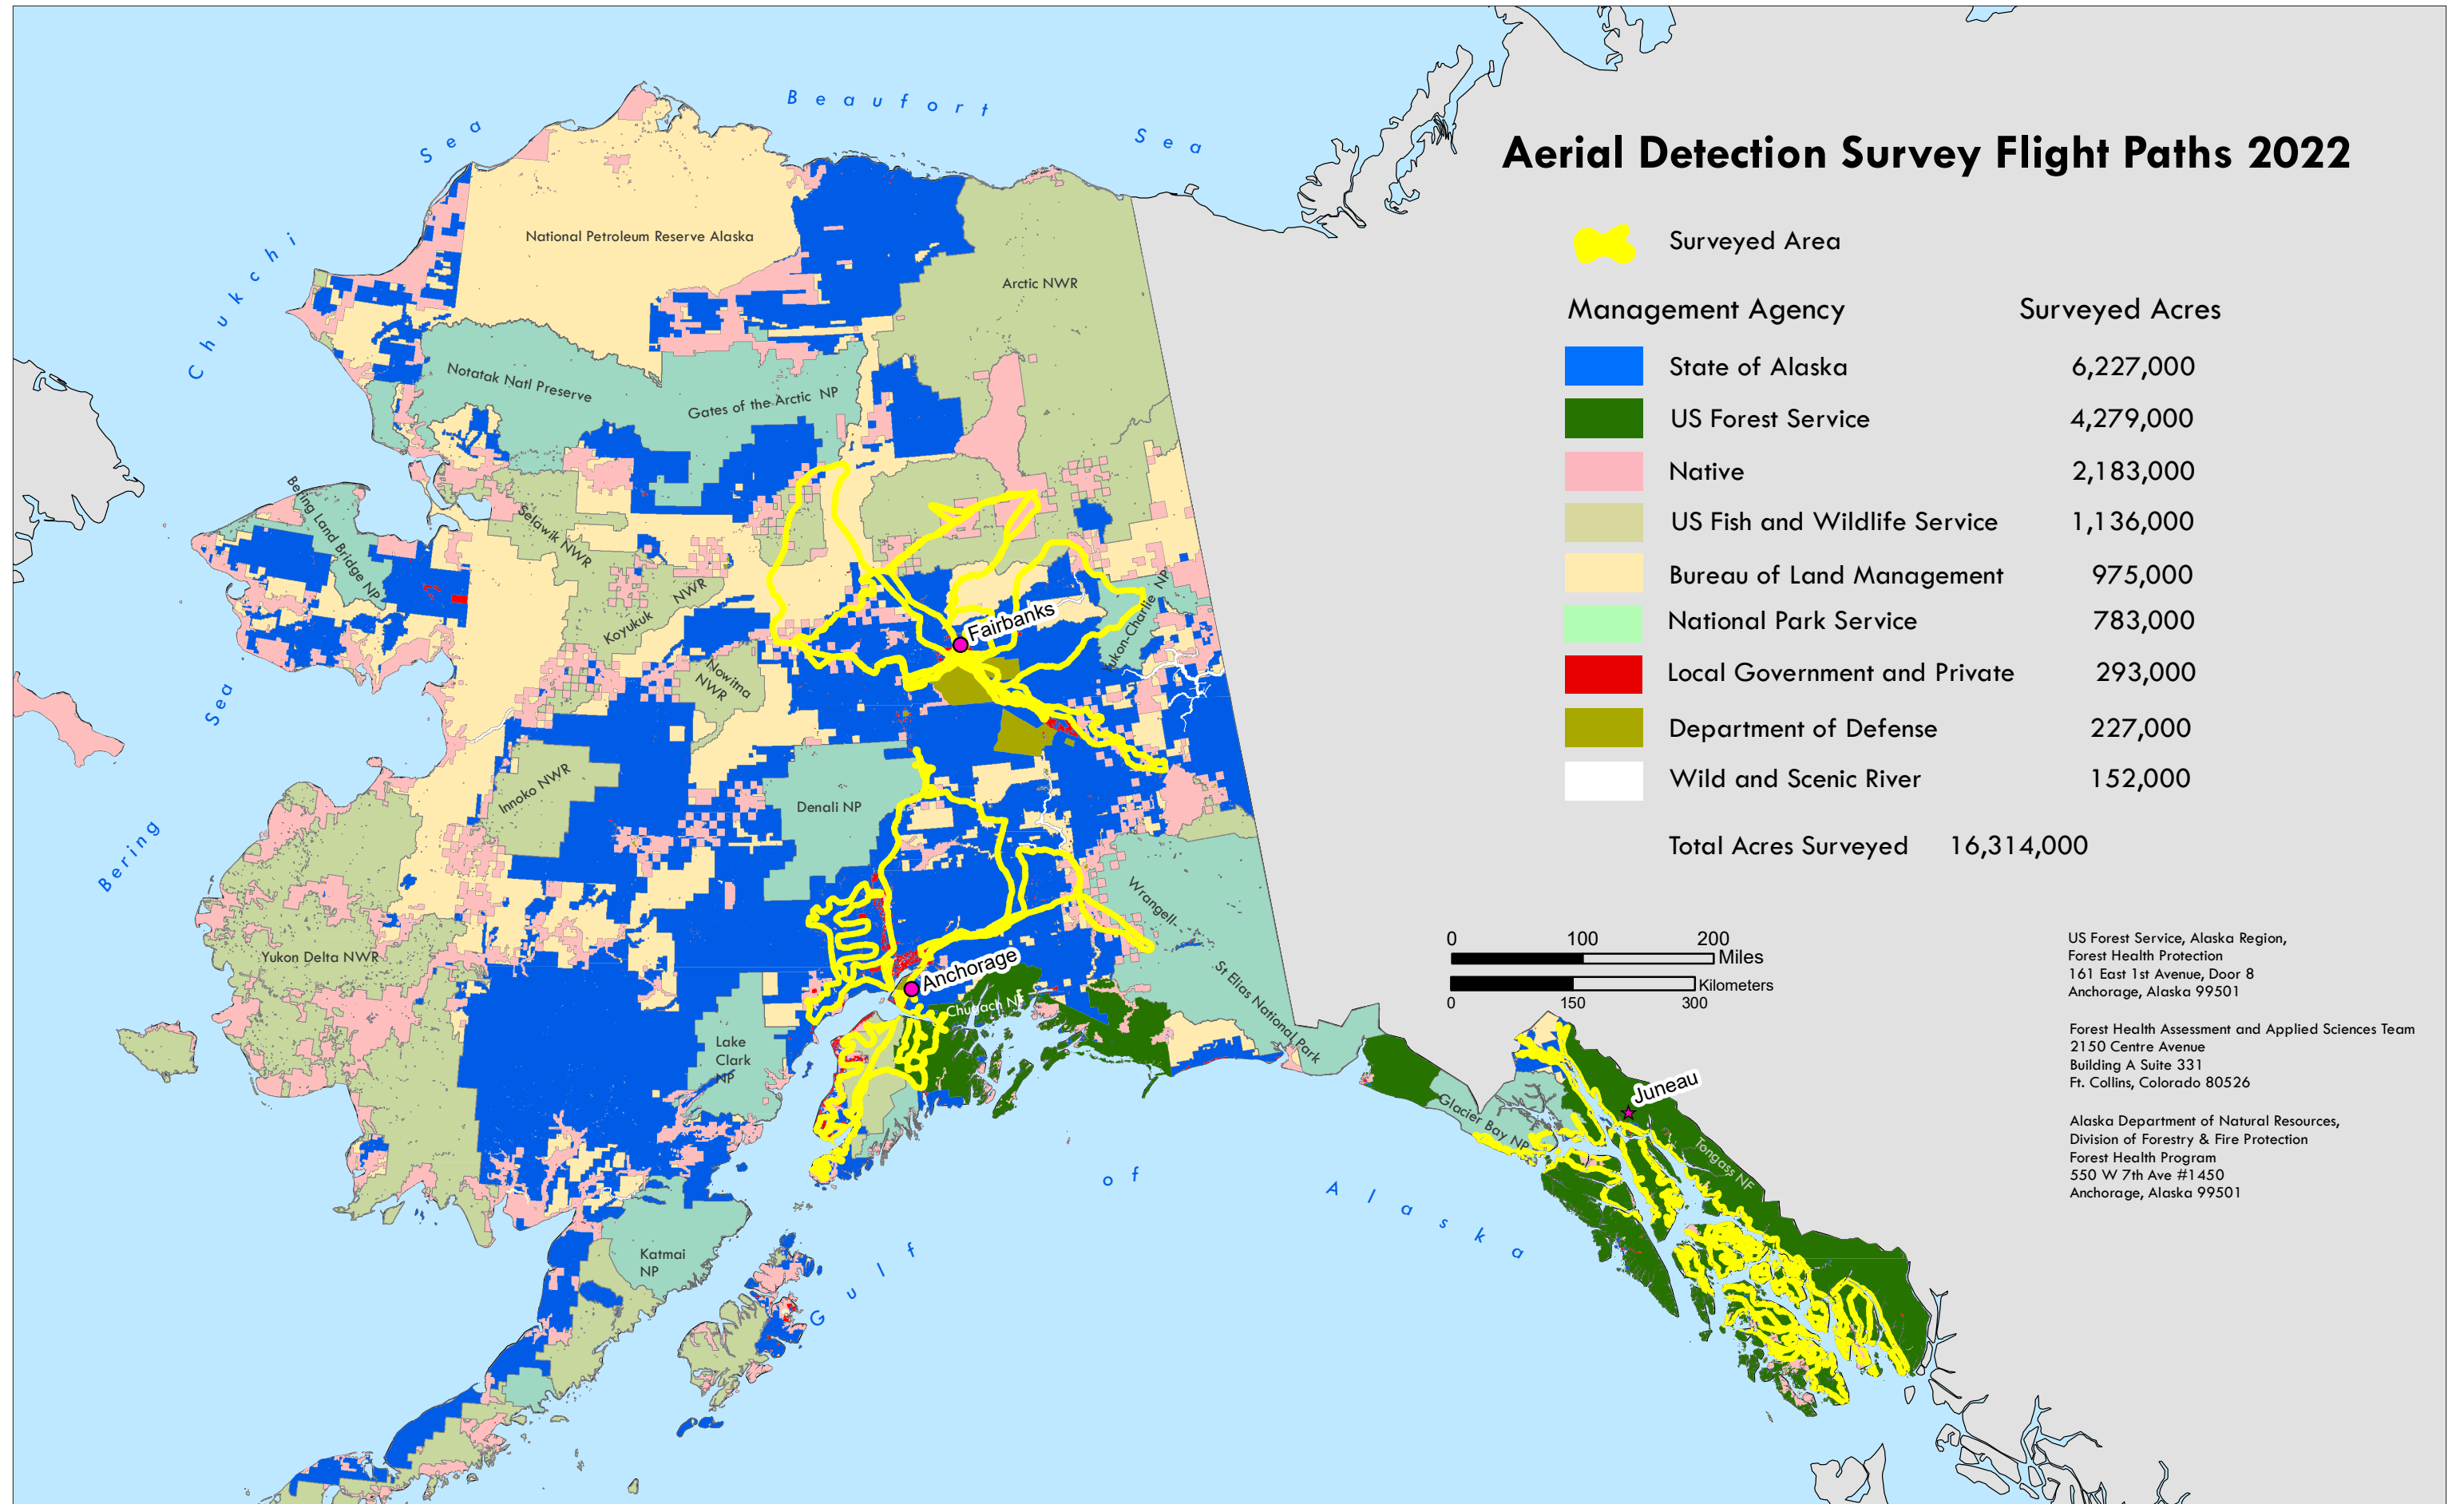 Aerial Detection Survey Flight Paths 2022
Surveyed Area
Management Agency Surveyed Acres
State of Alaska 6,227,000
US Forest Service 4,279,000
Native 2,183,000
US Fish and Wildlife Service 1,136,000
Bureau of Land Management 975,000
National Park Service 783,000
Local Government and Private 293,000
Department of Defense 227,000
Wild and Scenic River 152,000
Total Acres Surveyed 16,314,000
0 100 200
Miles
Kilometers
0 150 300
US Forest Service, Alaska Region,
Forest Health Protection
161 East 1st Avenue, Door 8
Anchorage, Alaska 99501
Forest Health Assessment and Applied Sciences Team
2150 Centre Avenue
Building A Suite 331
Ft. Collins, Colorado 80526
Alaska Department of Natural Resources,
Division of Forestry & Fire Protection
Forest Health Program
550 W 7th Ave #1450
Anchorage, Alaska 99501
Beaufort Sea
Chukchi Sea
Bering Sea
Gulf of Alaska
National Petroleum Reserve Alaska
Arctic NWR
Notatak Natl Preserve
Gates of the Arctic NP
Bering Land Bridge NP
Selawik NWR
Koyukuk NWR
Nowitna
NWR
Fairbanks
Yukon-Charlie NP
Innoko NWR
Denali NP
Yukon Delta NWR
Wrangell-
St Elias National Park
Anchorage
Chugach NF
Lake
Clark
NP
Katmai
NP
Glacier Bay NP
Juneau
Tongass NF